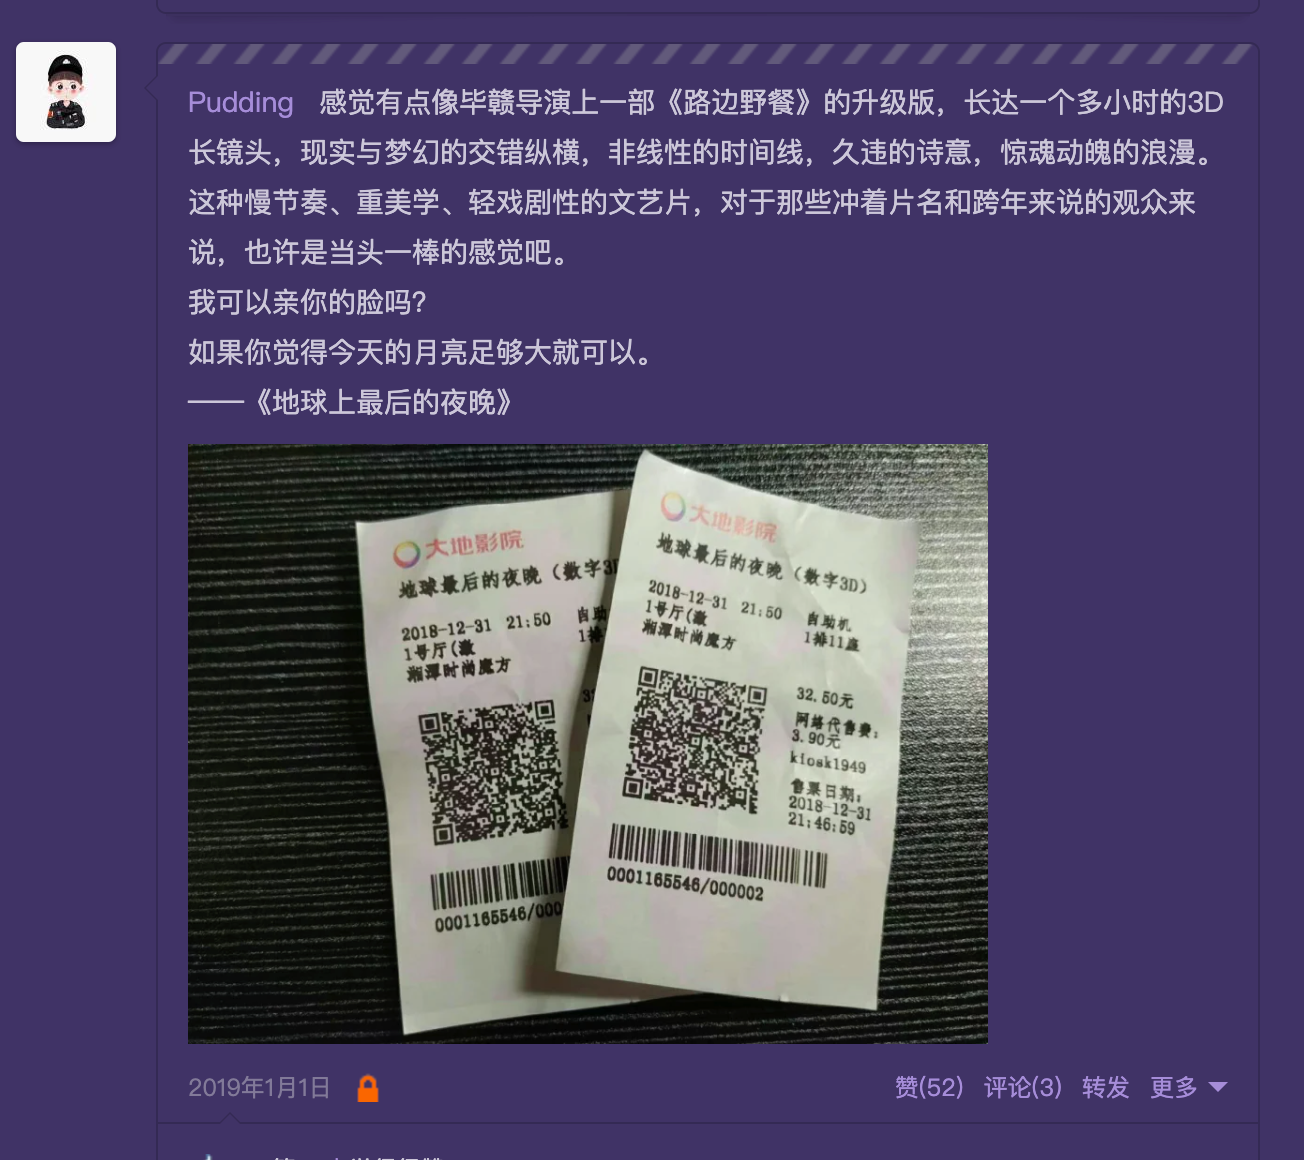 Pudding 感觉有点像毕赣导演上一部《路边野餐》的升级版，长达一个多小时的3D
长镜头，现实与梦幻的交错纵横，非线性的时间线，久违的诗意，惊魂动魄的浪漫。
这种慢节奏、重美学、轻戏剧性的文艺片，对于那些冲着片名和跨年来说的观众来
说，也许是当头一棒的感觉吧。
我可以亲你的脸吗？
如果你觉得今天的月亮足够大就可以。
——《地球上最后的夜晚》
大地影院
地球最后的夜晚（数字3D
2018-12-31 21:50 自助
1号厅(激 1排
湘潭时尚魔方
0001165546/000
大地影院
地球最后的夜晚（数字3D）
2018-12-31 21:50 自助机
1号厅(激 1排11座
湘潭时尚魔方
32.50元
网络代售费:
3.90元
kiosk1949
售票日期:
2018-12-31
21:46:59
0001165546/000002
2019年1月1日 赞(52) 评论(3) 转发 更多